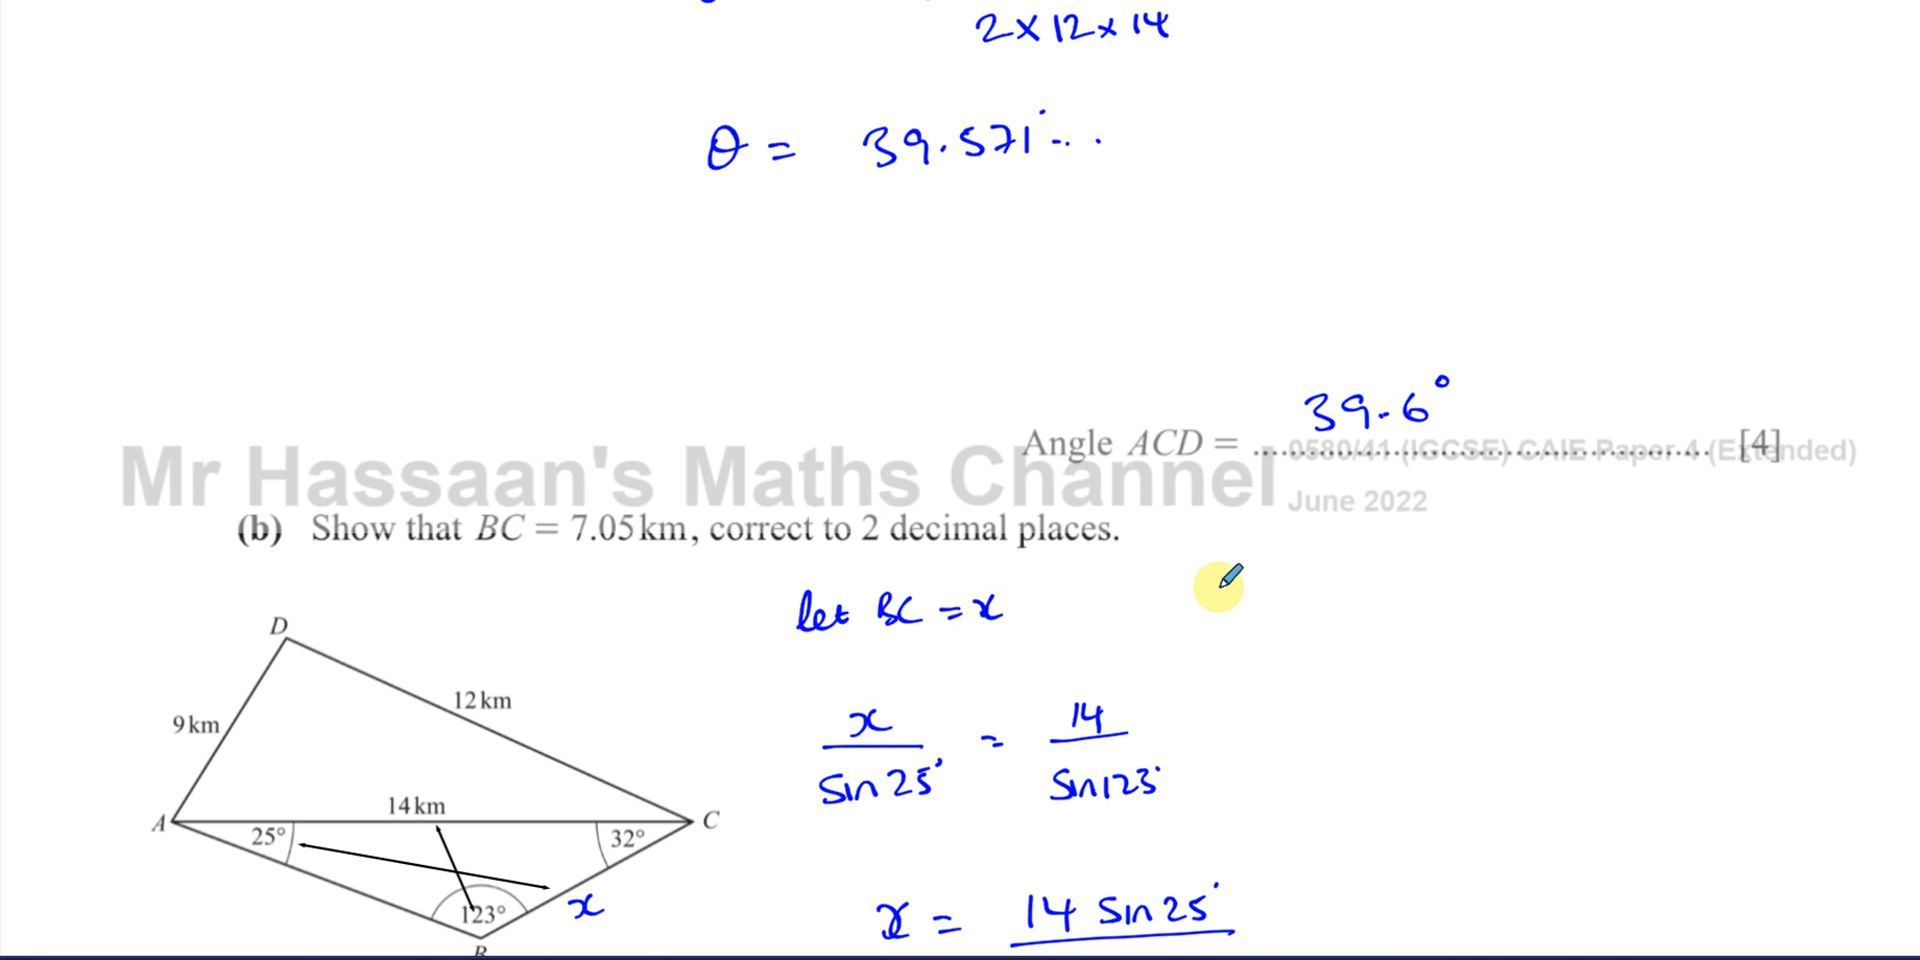 2 × 12 × 14
θ = 39.571°...
39.6°
Angle ACD = .......... [4]
0580/41 (IGSCE) CAIE Paper 4 (Extended)
Mr Hassaan's Maths Channel
June 2022
(b) Show that BC = 7.05 km, correct to 2 decimal places.
let BC = x
D
12 km
9 km
x / sin 25° = 14 / sin 123°
14 km
A
C
25°
32°
123°
x
x = 14 sin 25°